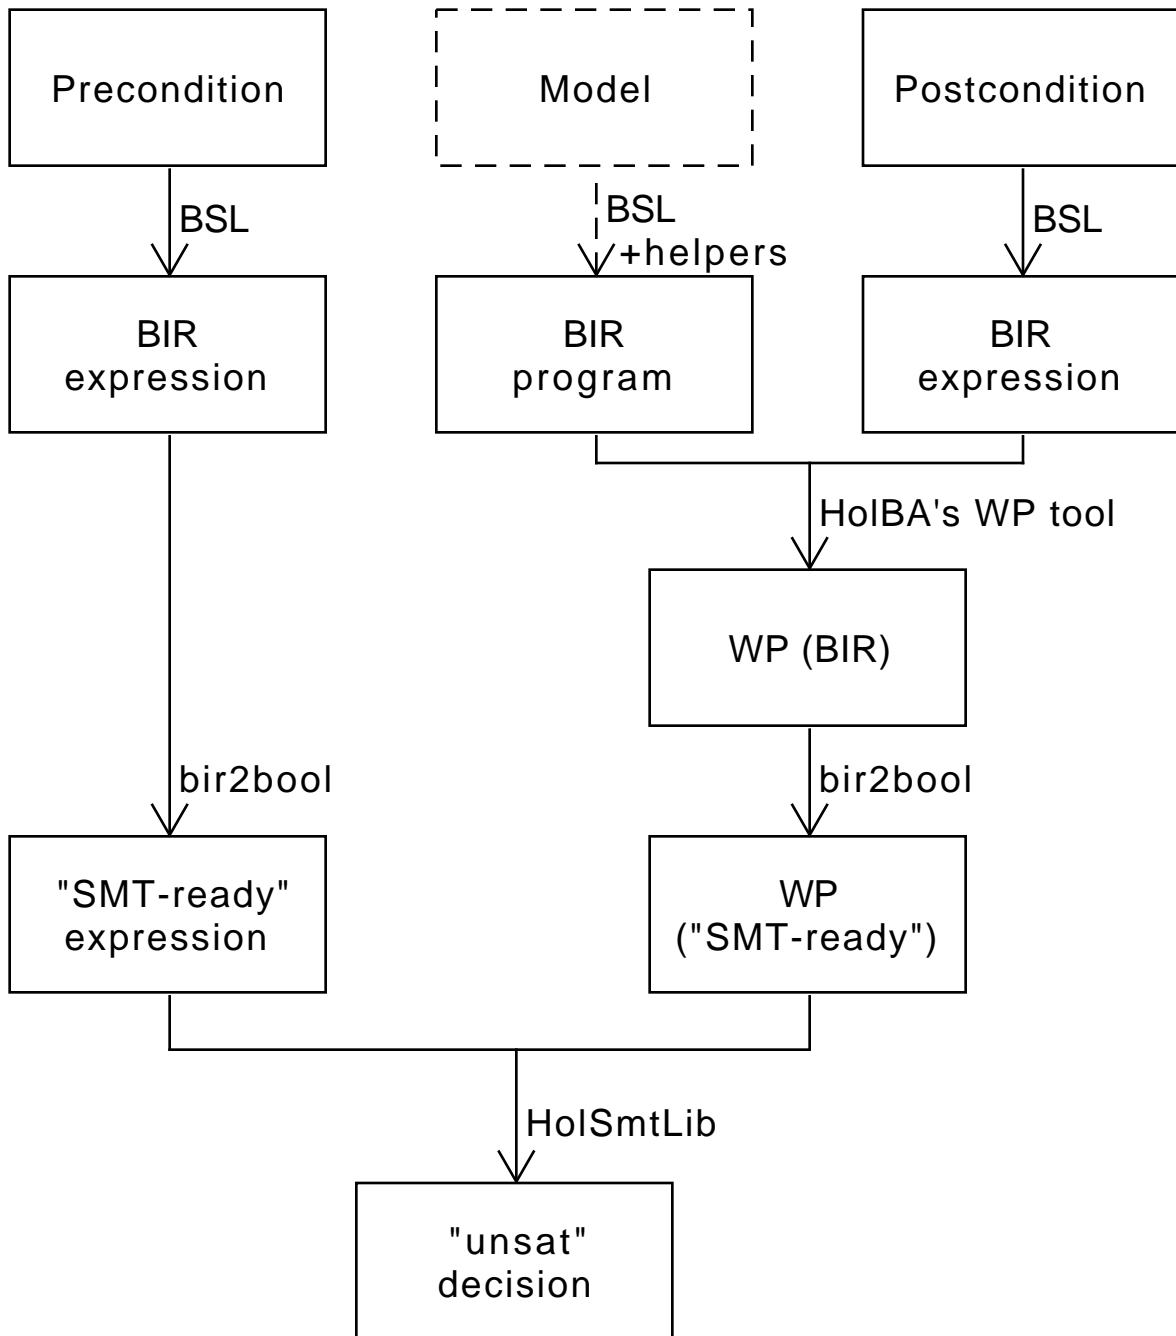 Precondition
Model
Postcondition
BSL
BSL
+helpers
BSL
BIR
expression
BIR
program
BIR
expression
HolBA's WP tool
WP (BIR)
bir2bool
bir2bool
"SMT-ready"
expression
WP
("SMT-ready")
HolSmtLib
"unsat"
decision